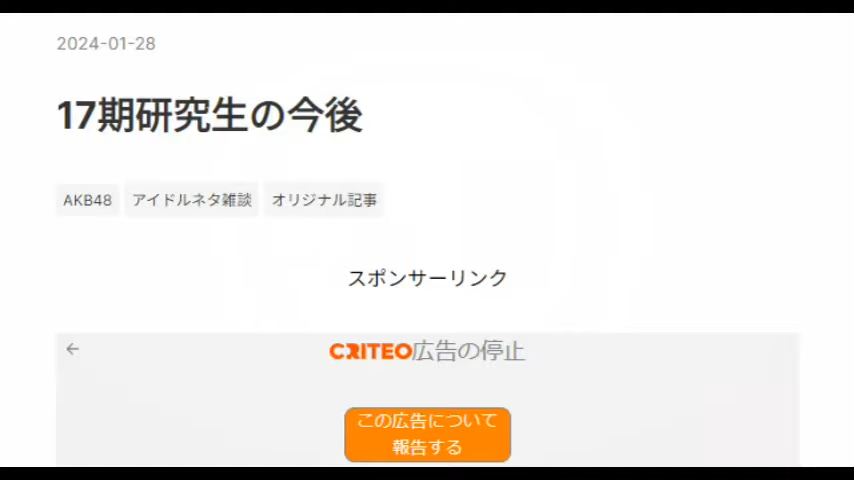 2024-01-28
17期研究生の今後
AKB48 アイドルネタ雑談 オリジナル記事
スポンサーリンク
← CRITEO広告の停止
この広告について
報告する